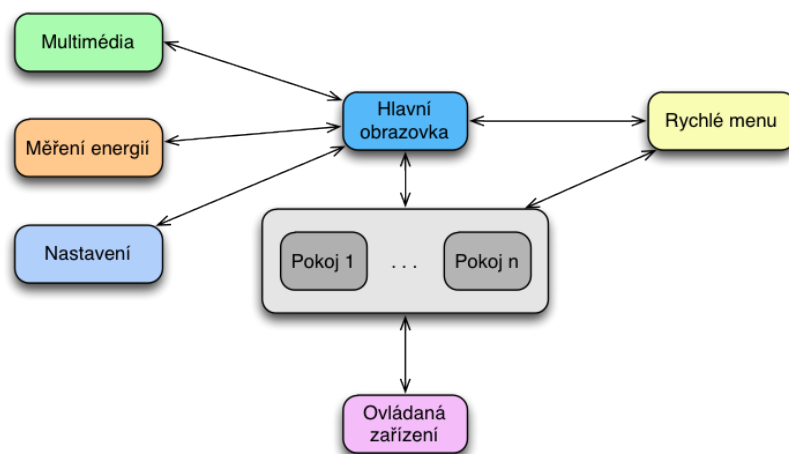 Multimédia
Hlavní
obrazovka
Rychlé menu
Měření energií
Nastavení
Pokoj 1
. . .
Pokoj n
Ovládaná
zařízení